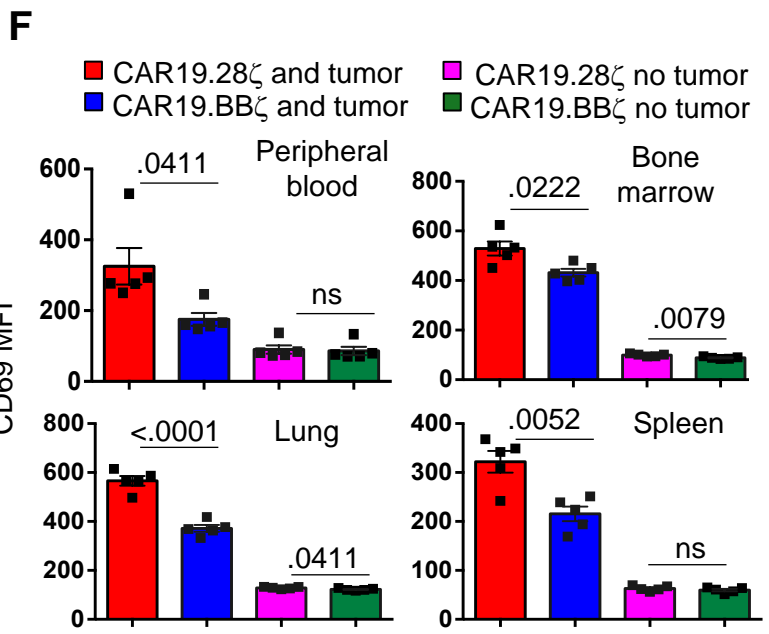 F
CAR19.28ζ and tumor
CAR19.BBζ and tumor
CAR19.28ζ no tumor
CAR19.BBζ no tumor
CD69 MFI
Peripheral
blood
600
400
200
0
.0411
ns
Bone
marrow
800
600
400
200
0
.0222
.0079
Lung
800
600
400
200
0
<.0001
.0411
Spleen
400
300
200
100
0
.0052
ns